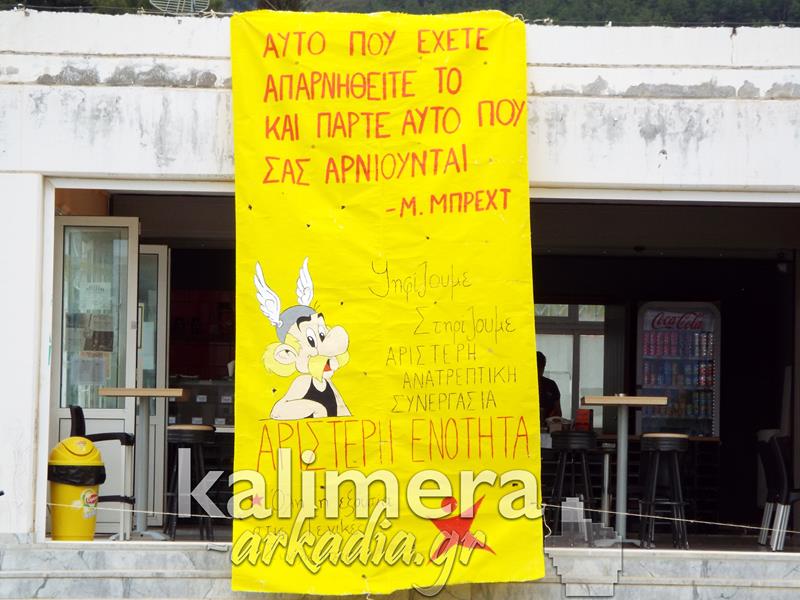 ΑΥΤΟ ΠΟΥ ΕΧΕΤΕ
ΑΠΑΡΝΗΘΕΙΤΕ ΤΟ
ΚΑΙ ΠΑΡΤΕ ΑΥΤΟ ΠΟΥ
ΣΑΣ ΑΡΝΙΟΥΝΤΑΙ
-Μ. ΜΠΡΕΧΤ
Ψηφίζουμε
Στηρίζουμε
ΑΡΙΣΤΕΡΗ
ΑΝΑΤΡΕΠΤΙΚΗ
ΣΥΝΕΡΓΑΣΙΑ
ΑΡΙΣΤΕΡΗ ΕΝΟΤΗΤΑ
kalimera
arkadia.gr
Coca-Cola